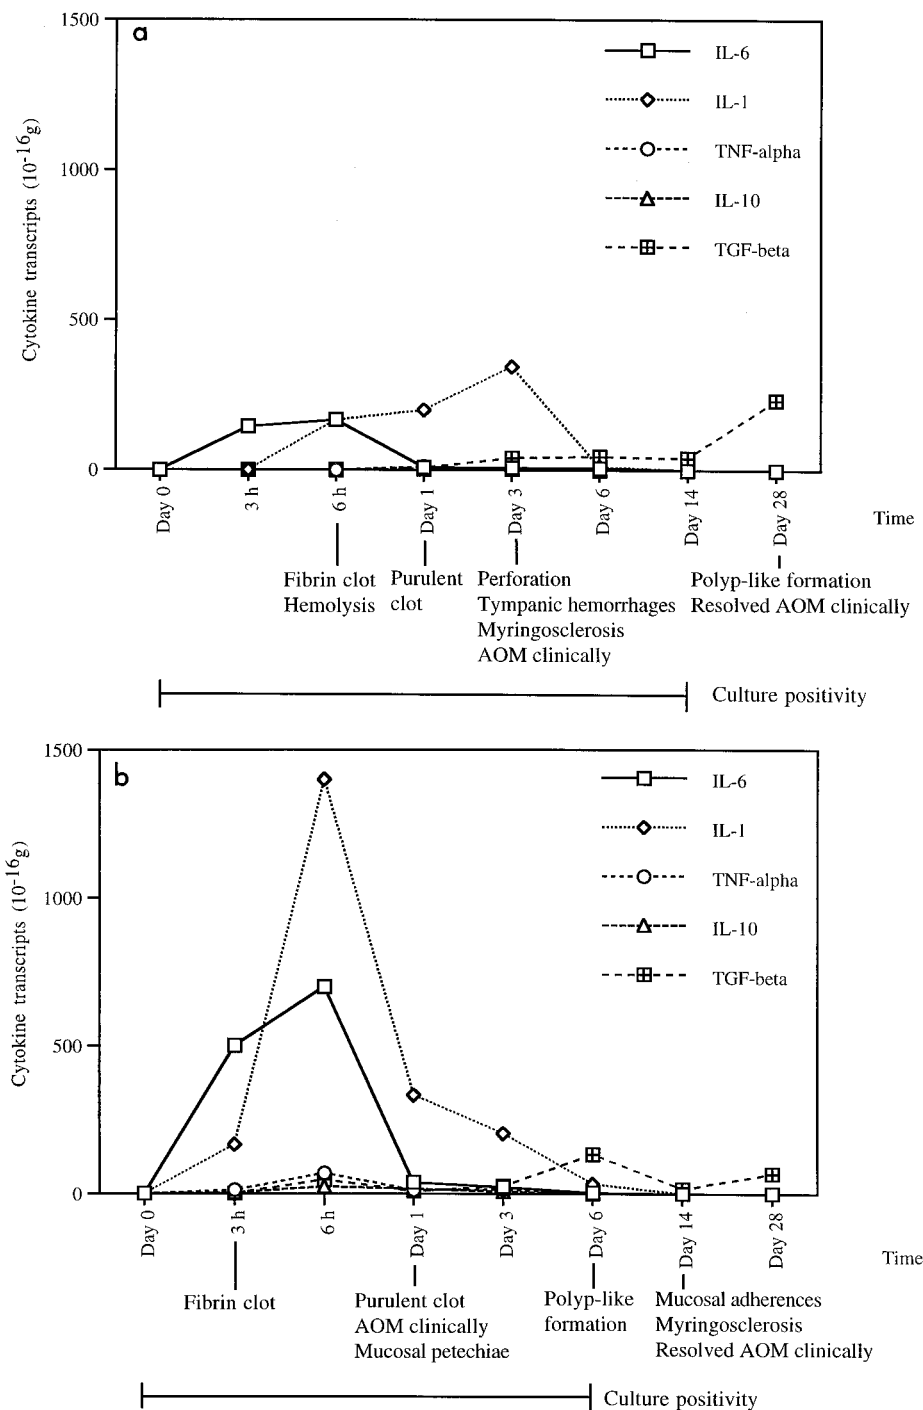 a
1500
1000
500
0
Cytokine transcripts (10-16g)
IL-6
IL-1
TNF-alpha
IL-10
TGF-beta
Day 0
3 h
6 h
Day 1
Day 3
Day 6
Day 14
Day 28
Time
Fibrin clot
Hemolysis
Purulent
clot
Perforation
Tympanic hemorrhages
Myringosclerosis
AOM clinically
Polyp-like formation
Resolved AOM clinically
Culture positivity
b
1500
1000
500
0
Cytokine transcripts (10-16g)
IL-6
IL-1
TNF-alpha
IL-10
TGF-beta
Day 0
3 h
6 h
Day 1
Day 3
Day 6
Day 14
Day 28
Time
Fibrin clot
Purulent clot
AOM clinically
Mucosal petechiae
Polyp-like
formation
Mucosal adherences
Myringosclerosis
Resolved AOM clinically
Culture positivity